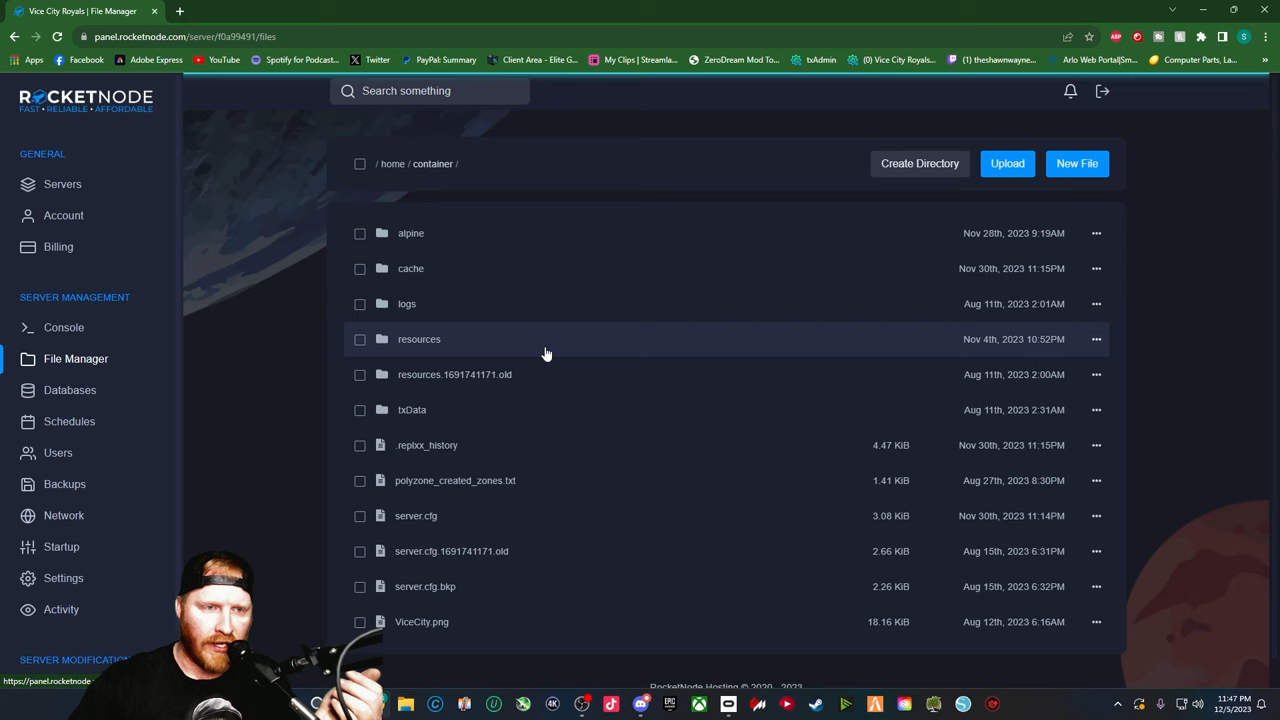 Vice City Royals | File Manager
panel.rocketnode.com/server/f0a99491/files
Apps Facebook Adobe Express YouTube Spotify for Podcast... Twitter PayPal: Summary Client Area - Elite G... My Clips | Streamla... ZeroDream Mod To... txAdmin (0) Vice City Royals... (1) theshawnwayne... Arlo Web Portal|Sm... Computer Parts, La...
ROCKETNODE
FAST • RELIABLE • AFFORDABLE
Search something
GENERAL
Servers
Account
Billing
SERVER MANAGEMENT
Console
File Manager
Databases
Schedules
Users
Backups
Network
Startup
Settings
Activity
SERVER MODIFICATION
https://panel.rocketnode
/ home / container /
Create Directory Upload New File
alpine Nov 28th, 2023 9:19AM
cache Nov 30th, 2023 11:15PM
logs Aug 11th, 2023 2:01AM
resources Nov 4th, 2023 10:52PM
resources.1691741171.old Aug 11th, 2023 2:00AM
txData Aug 11th, 2023 2:31AM
.replxx_history 4.47 KiB Nov 30th, 2023 11:15PM
polyzone_created_zones.txt 1.41 KiB Aug 27th, 2023 8:30PM
server.cfg 3.08 KiB Nov 30th, 2023 11:14PM
server.cfg.1691741171.old 2.66 KiB Aug 15th, 2023 6:31PM
server.cfg.bkp 2.26 KiB Aug 15th, 2023 6:32PM
ViceCity.png 18.16 KiB Aug 12th, 2023 6:16AM
RocketNode Hosting © 2020 - 2023
11:47 PM
12/5/2023